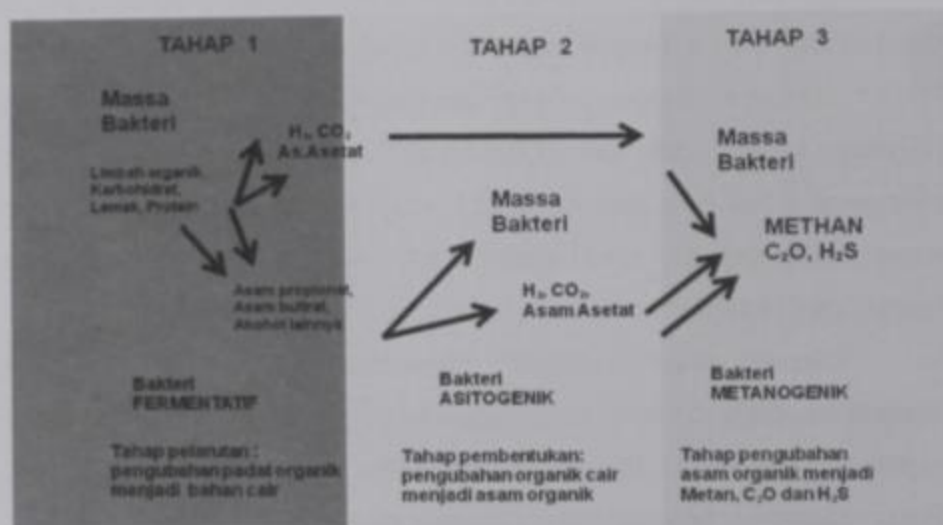 TAHAP 1
Massa
Bakteri
H₂, CO₂
As.Asetat
Limbah organik,
Karbohidrat,
Lemak, Protein
Asam propionat,
Asam butirat,
Alkohol lainnya
Bakteri
FERMENTATIF
Tahap pelarutan :
pengubahan padat organik
menjadi bahan cair
TAHAP 2
Massa
Bakteri
H₂, CO₂,
Asam Asetat
Bakteri
ASITOGENIK
Tahap pembentukan:
pengubahan organik cair
menjadi asam organik
TAHAP 3
Massa
Bakteri
METHAN
C₂O, H₂S
Bakteri
METANOGENIK
Tahap pengubahan
asam organik menjadi
Metan, C₂O dan H₂S